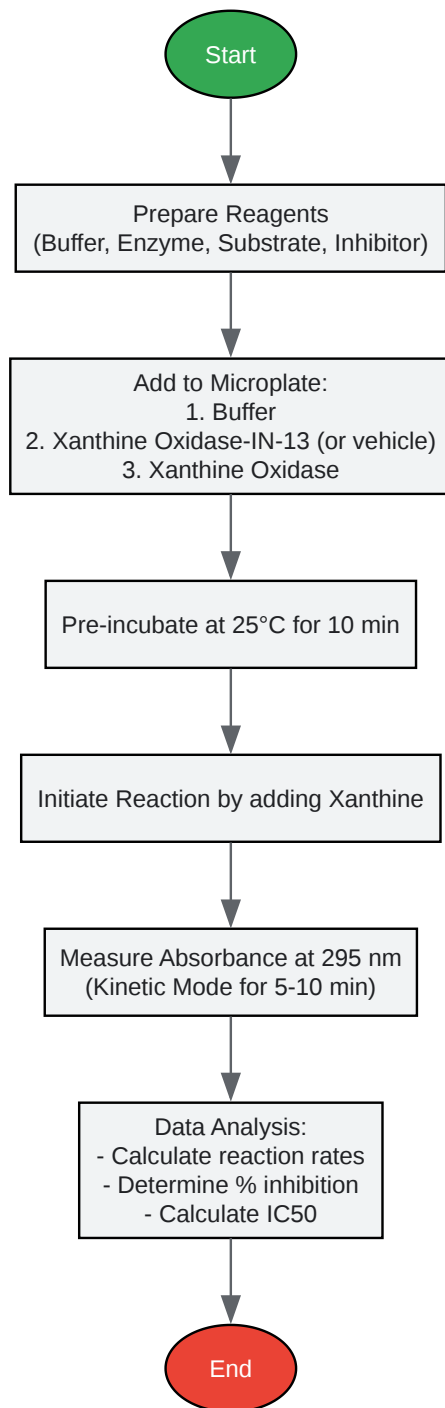 Start
Prepare Reagents
(Buffer, Enzyme, Substrate, Inhibitor)
Add to Microplate:
1. Buffer
2. Xanthine Oxidase-IN-13 (or vehicle)
3. Xanthine Oxidase
Pre-incubate at 25°C for 10 min
Initiate Reaction by adding Xanthine
Measure Absorbance at 295 nm
(Kinetic Mode for 5-10 min)
Data Analysis:
- Calculate reaction rates
- Determine % inhibition
- Calculate IC50
End